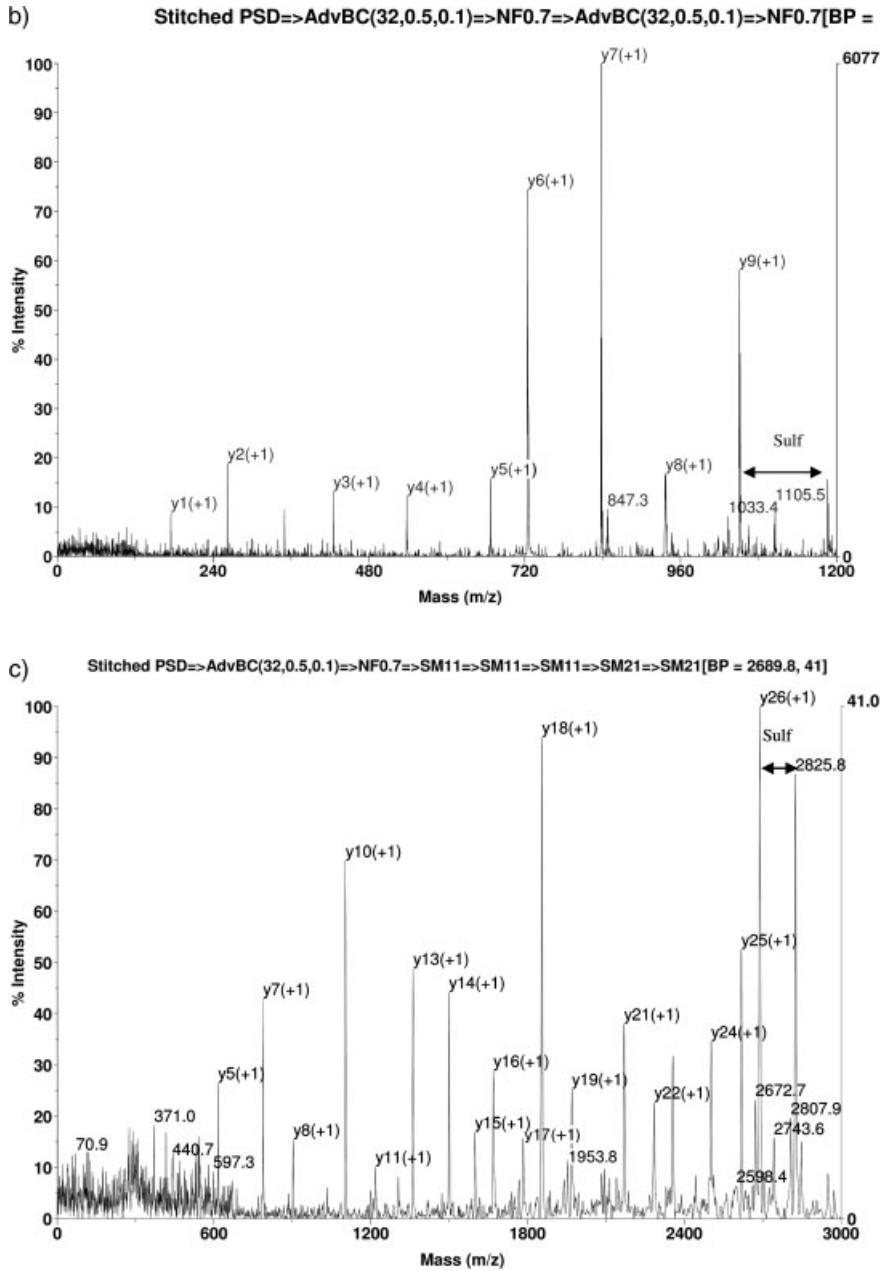 b)
Stitched PSD=>AdvBC(32,0.5,0.1)=>NF0.7=>AdvBC(32,0.5,0.1)=>NF0.7[BP =
100
90
80
70
60
50
40
30
20
10
0
% Intensity
6077
0
y7(+1)
y6(+1)
y9(+1)
Sulf
y2(+1)
y1(+1)
y3(+1)
y4(+1)
y5(+1)
y8(+1)
847.3
1033.4
1105.5
0
240
480
720
960
1200
Mass (m/z)
c)
Stitched PSD=>AdvBC(32,0.5,0.1)=>NF0.7=>SM11=>SM11=>SM11=>SM21=>SM21[BP = 2689.8, 41]
100
90
80
70
60
50
40
30
20
10
0
% Intensity
41.0
0
y26(+1)
Sulf
2825.8
y18(+1)
y10(+1)
y25(+1)
y13(+1)
y14(+1)
y7(+1)
y21(+1)
y24(+1)
y16(+1)
y5(+1)
y19(+1)
y22(+1)
2672.7
2807.9
371.0
y8(+1)
y15(+1)
y17(+1)
2743.6
70.9
440.7
597.3
y11(+1)
1953.8
2598.4
0
600
1200
1800
2400
3000
Mass (m/z)